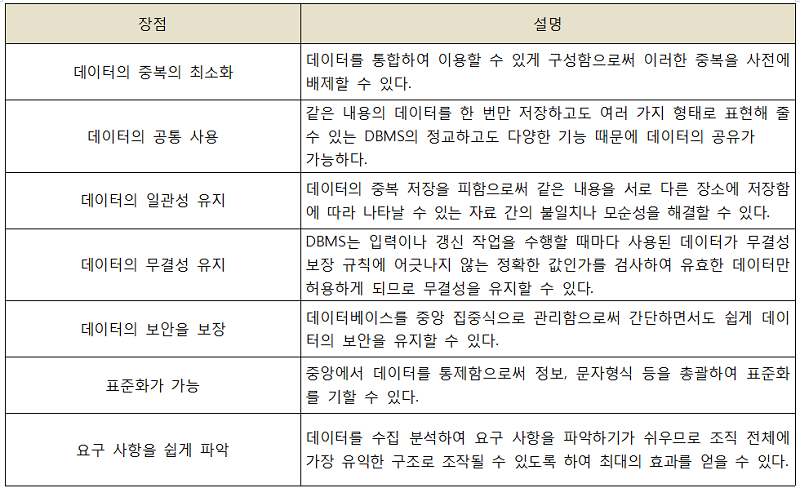 장점
설명
데이터의 중복의 최소화
데이터를 통합하여 이용할 수 있게 구성함으로써 이러한 중복을 사전에
배제할 수 있다.
데이터의 공통 사용
같은 내용의 데이터를 한 번만 저장하고도 여러 가지 형태로 표현해 줄
수 있는 DBMS의 정교하고도 다양한 기능 때문에 데이터의 공유가
가능하다.
데이터의 일관성 유지
데이터의 중복 저장을 피함으로써 같은 내용을 서로 다른 장소에 저장함
에 따라 나타날 수 있는 자료 간의 불일치나 모순성을 해결할 수 있다.
데이터의 무결성 유지
DBMS는 입력이나 갱신 작업을 수행할 때마다 사용된 데이터가 무결성
보장 규칙에 어긋나지 않는 정확한 값인가를 검사하여 유효한 데이터만
허용하게 되므로 무결성을 유지할 수 있다.
데이터의 보안을 보장
데이터베이스를 중앙 집중식으로 관리함으로써 간단하면서도 쉽게 데이
터의 보안을 유지할 수 있다.
표준화가 가능
중앙에서 데이터를 통제함으로써 정보, 문자형식 등을 총괄하여 표준화
를 기할 수 있다.
요구 사항을 쉽게 파악
데이터를 수집 분석하여 요구 사항을 파악하기가 쉬우므로 조직 전체에
가장 유익한 구조로 조작될 수 있도록 하여 최대의 효과를 얻을 수 있다.